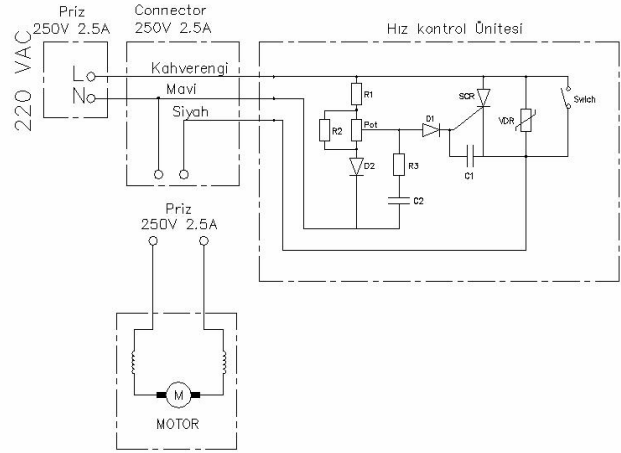 Priz
250V 2.5A
Connector
250V 2.5A
Hız kontrol Ünitesi
220 VAC
L
N
Kahverengi
Mavi
Siyah
R1
R2
Pot
D1
SCR
VDR
Swtch
D2
R3
C1
C2
Priz
250V 2.5A
M
MOTOR